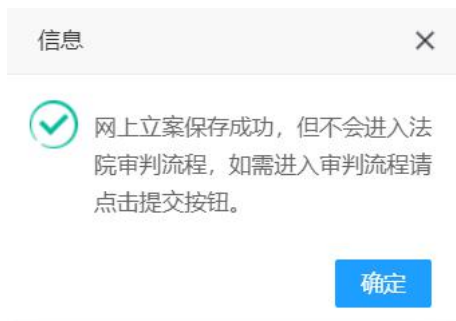 信息
网上立案保存成功，但不会进入法
院审判流程，如需进入审判流程请
点击提交按钮。
确定